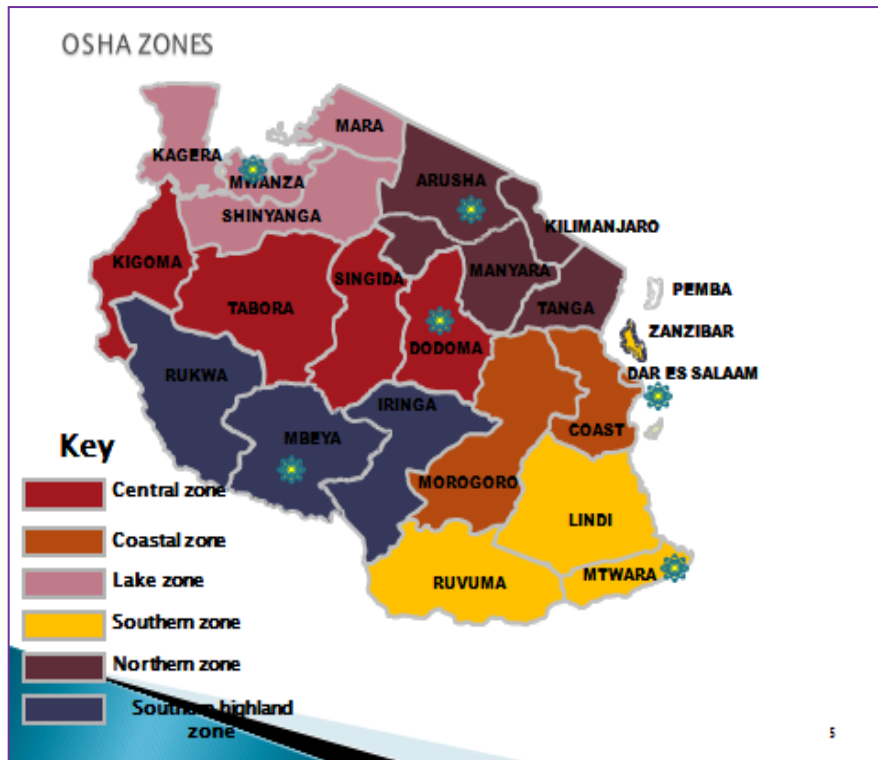 OSHA ZONES
MARA
KAGERA
MWANZA
ARUSHA
SHINYANGA
KILIMANJARO
KIGOMA
SINGIDA
MANYARA
TABORA
TANGA
PEMBA
ZANZIBAR
DODOMA
RUKWA
DAR ES SALAAM
IRINGA
MBEYA
COAST
MOROGORO
LINDI
RUVUMA
MTWARA
Key
Central zone
Coastal zone
Lake zone
Southern zone
Northern zone
Southern highland
zone
5